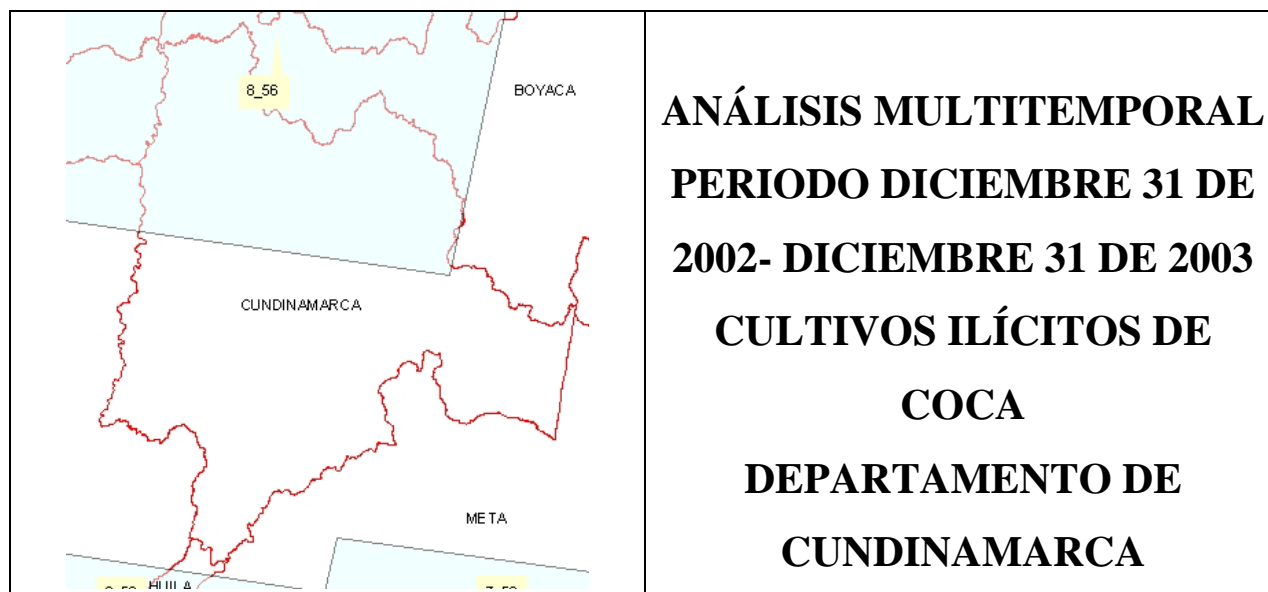 8_56
BOYACA
CUNDINAMARCA
META
HUILA
ANÁLISIS MULTITEMPORAL
PERIODO DICIEMBRE 31 DE
2002- DICIEMBRE 31 DE 2003
CULTIVOS ILÍCITOS DE
COCA
DEPARTAMENTO DE
CUNDINAMARCA